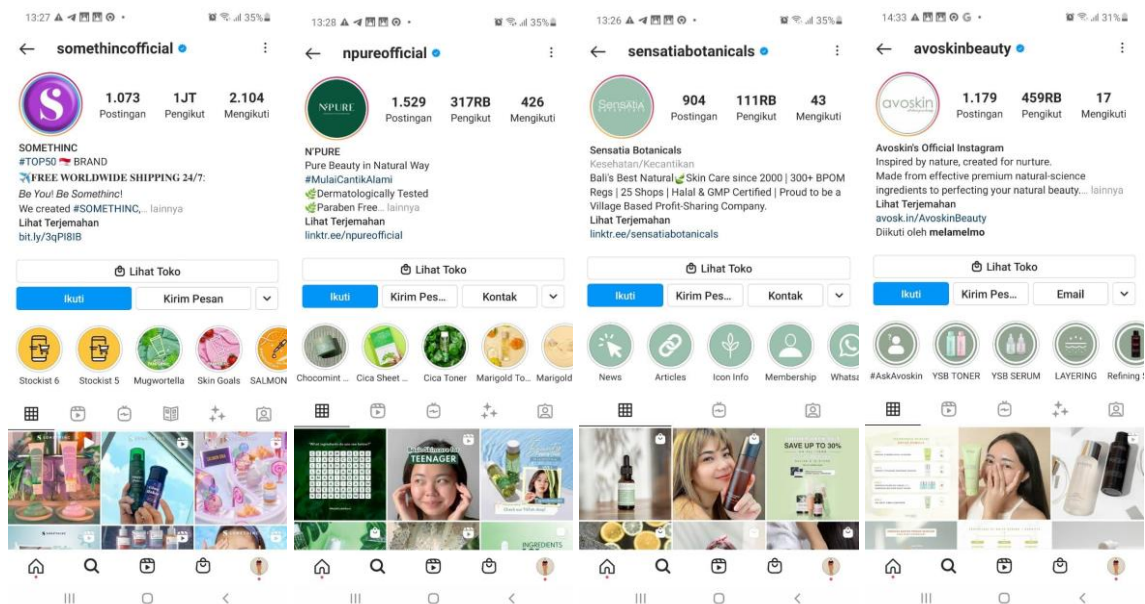 13:27
35%
somethincofficial
S
1.073 1JT 2.104
Postingan Pengikut Mengikuti
SOMETHINC
#TOP50 🇮🇩 BRAND
✈️FREE WORLDWIDE SHIPPING 24/7:
Be You! Be Somethinc!
We created #SOMETHINC,... lainnya
Lihat Terjemahan
bit.ly/3qPI8IB
Lihat Toko
Ikuti Kirim Pesan
Stockist 6 Stockist 5 Mugwortella Skin Goals SALMON
13:28
35%
npureofficial
N'PURE
1.529 317RB 426
Postingan Pengikut Mengikuti
N'PURE
Pure Beauty in Natural Way
#MulaiCantikAlami
🌿Dermatologically Tested
🌿Paraben Free... lainnya
Lihat Terjemahan
linktr.ee/npureofficial
Lihat Toko
Ikuti Kirim Pes... Kontak
Chocomint ... Cica Sheet ... Cica Toner Marigold To... Marigold
TEENAGER
INGREDIENTS
13:26
35%
sensatiabotanicals
SENSATIA
904 111RB 43
Postingan Pengikut Mengikuti
Sensatia Botanicals
Kesehatan/Kecantikan
Bali's Best Natural🌿Skin Care since 2000 | 300+ BPOM
Regs | 25 Shops | Halal & GMP Certified | Proud to be a
Village Based Profit-Sharing Company.
Lihat Terjemahan
linktr.ee/sensatiabotanicals
Lihat Toko
Ikuti Kirim Pes... Kontak
News Articles Icon Info Membership Whatsa
SAVE UP TO 30%
14:33
G
31%
avoskinbeauty
avoskin
1.179 459RB 17
Postingan Pengikut Mengikuti
Avoskin's Official Instagram
Inspired by nature, created for nurture.
Made from effective premium natural-science
ingredients to perfecting your natural beauty.... lainnya
Lihat Terjemahan
avosk.in/AvoskinBeauty
Diikuti oleh melamelmo
Lihat Toko
Ikuti Kirim Pes... Email
#AskAvoskin YSB TONER YSB SERUM LAYERING Refining S